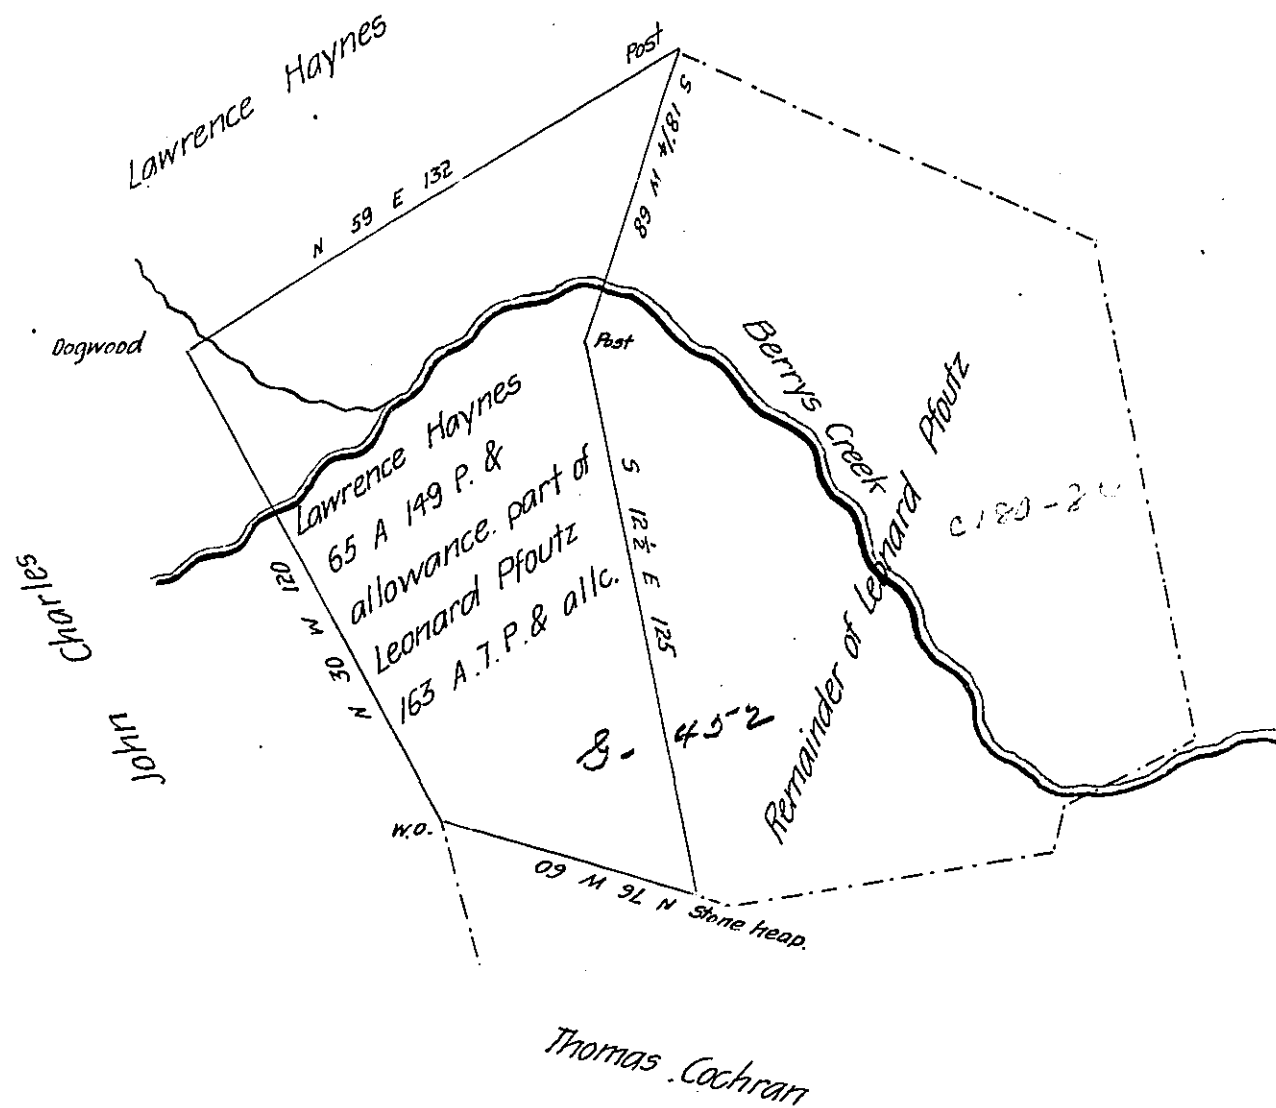 Lawrence Haynes
Post
N 59 E 132
S 18¼ W 68
Dogwood
Post
Berrys Creek
Lawrence Haynes
65 A 149 P. &
allowance. part of
Leonard Pfoutz
163 A. 7. P. & allc.
S 12½ E 125
Remainder of Leonard Pfoutz
N 30 W 120
John Charles
W.O.
N 76 W 60
Stone Heap.
Thomas Cochran